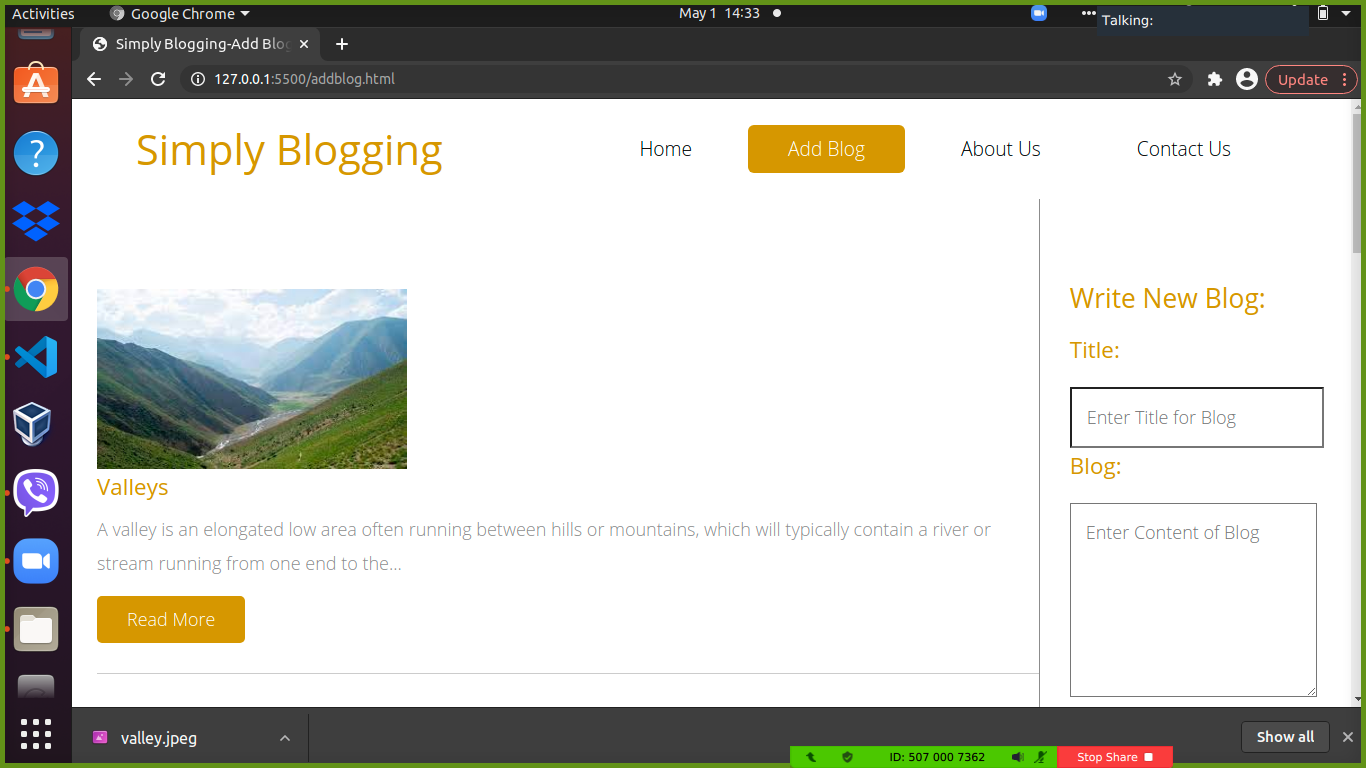 Activities
Google Chrome
May 1 14:33
Talking:
Simply Blogging-Add Blog
127.0.0.1:5500/addblog.html
Update
Simply Blogging
Home
Add Blog
About Us
Contact Us
Write New Blog:
Title:
Enter Title for Blog
Blog:
Enter Content of Blog
Valleys
A valley is an elongated low area often running between hills or mountains, which will typically contain a river or
stream running from one end to the...
Read More
valley.jpeg
Show all
ID: 507 000 7362
Stop Share